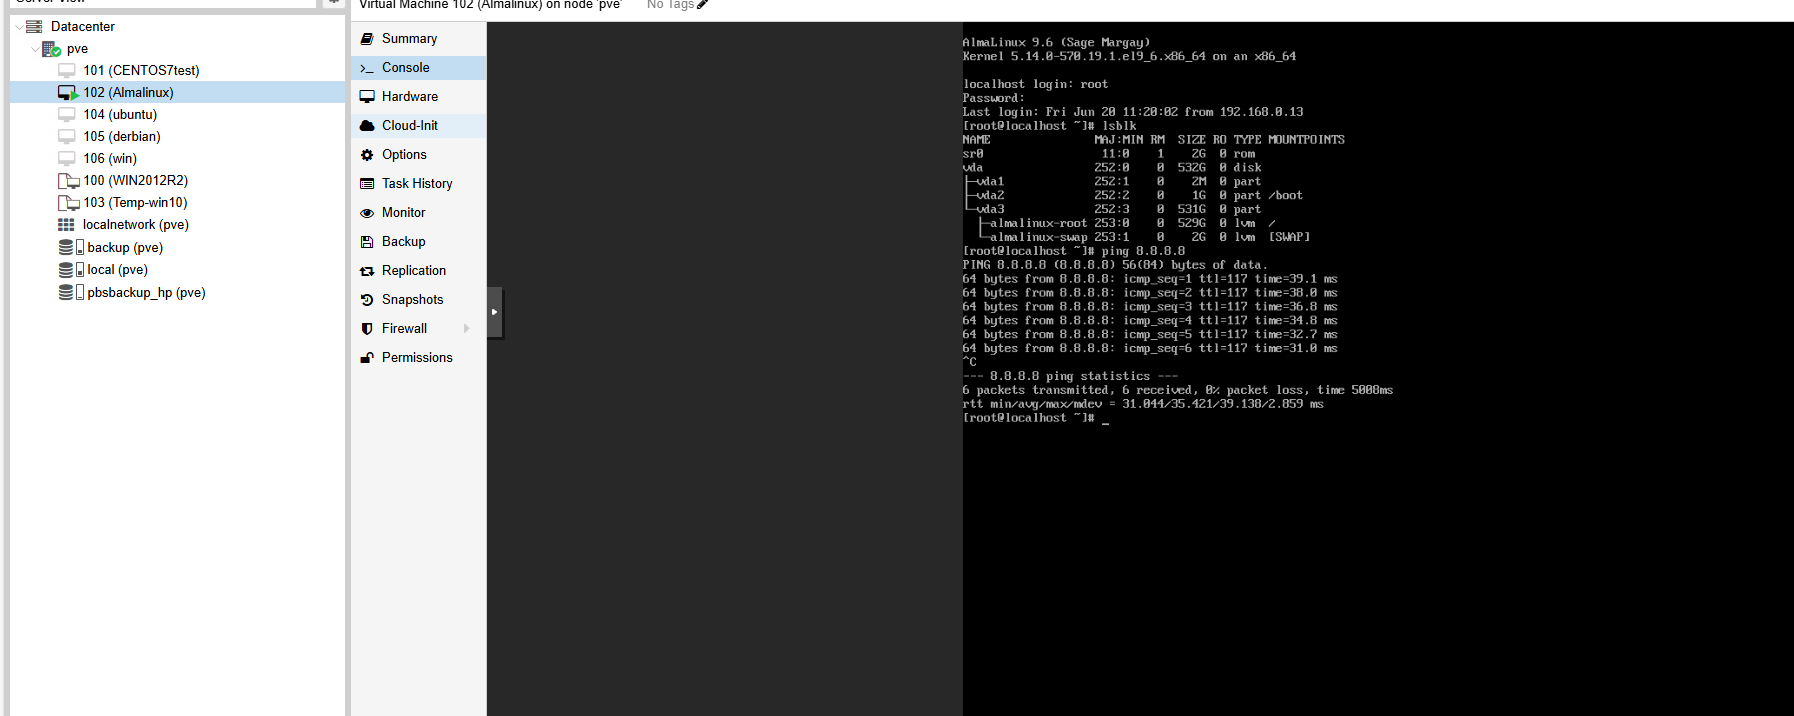 Server View
Virtual Machine 102 (Almalinux) on node 'pve'
No Tags
Datacenter
pve
101 (CENTOS7test)
102 (Almalinux)
104 (ubuntu)
105 (derbian)
106 (win)
100 (WIN2012R2)
103 (Temp-win10)
localnetwork (pve)
backup (pve)
local (pve)
pbsbackup_hp (pve)
Summary
Console
Hardware
Cloud-Init
Options
Task History
Monitor
Backup
Replication
Snapshots
Firewall
Permissions
AlmaLinux 9.6 (Sage Margay)
Kernel 5.14.0-570.19.1.el9_6.x86_64 on an x86_64
localhost login: root
Password:
Last login: Fri Jun 20 11:20:02 from 192.168.0.13
[root@localhost ~]# lsblk
NAME MAJ:MIN RM SIZE RO TYPE MOUNTPOINTS
sr0 11:0 1 2G 0 rom
vda 252:0 0 532G 0 disk
├─vda1 252:1 0 2M 0 part
├─vda2 252:2 0 1G 0 part /boot
└─vda3 252:3 0 531G 0 part
├─almalinux-root 253:0 0 529G 0 lvm /
└─almalinux-swap 253:1 0 2G 0 lvm [SWAP]
[root@localhost ~]# ping 8.8.8.8
PING 8.8.8.8 (8.8.8.8) 56(84) bytes of data.
64 bytes from 8.8.8.8: icmp_seq=1 ttl=117 time=39.1 ms
64 bytes from 8.8.8.8: icmp_seq=2 ttl=117 time=38.0 ms
64 bytes from 8.8.8.8: icmp_seq=3 ttl=117 time=36.8 ms
64 bytes from 8.8.8.8: icmp_seq=4 ttl=117 time=34.8 ms
64 bytes from 8.8.8.8: icmp_seq=5 ttl=117 time=32.7 ms
64 bytes from 8.8.8.8: icmp_seq=6 ttl=117 time=31.0 ms
^C
--- 8.8.8.8 ping statistics ---
6 packets transmitted, 6 received, 0% packet loss, time 5008ms
rtt min/avg/max/mdev = 31.044/35.421/39.138/2.859 ms
[root@localhost ~]# _